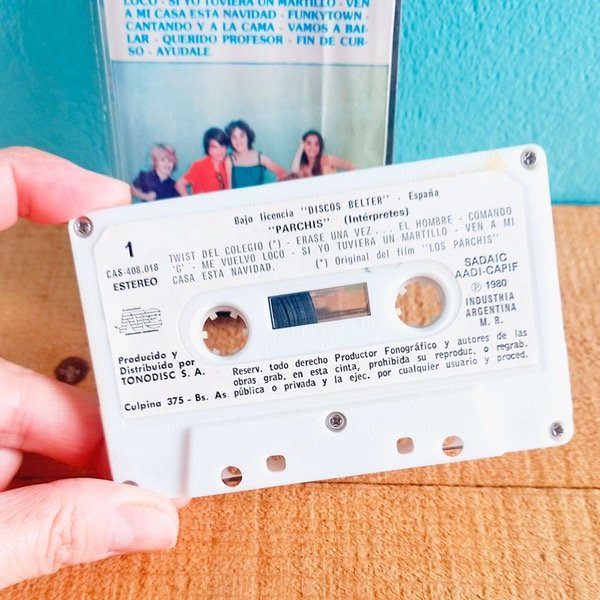 LOCO - SI YO TUVIERA UN MARTILLO - VEN
A MI CASA ESTA NAVIDAD - FUNKYTOWN -
CANTANDO Y A LA CAMA - VAMOS A BAI-
LAR - QUERIDO PROFESOR - FIN DE CUR-
SO - AYUDALE.
Bajo licencia "DISCOS BELTER" - España
"PARCHIS" (Intérpretes)
1
CAS-408.018
ESTEREO
TWIST DEL COLEGIO (*) - ERASE UNA VEZ... EL HOMBRE - COMANDO
'G' - ME VUELVO LOCO - SI YO TUVIERA UN MARTILLO - VEN A MI
CASA ESTA NAVIDAD. (*) Original del film "LOS PARCHIS"
SADAIC
AADI-CAPIF
Ⓟ 1980
INDUSTRIA
ARGENTINA
M. R.
Producido y
Distribuido por
TONODISC S. A.
Culpina 375 - Bs. As.
Reserv. todo derecho Productor Fonográfico y autores de las
obras grab. en esta cinta, prohibida su reproduc. o regrab.
pública o privada y la ejec. por cualquier usuario y proced.